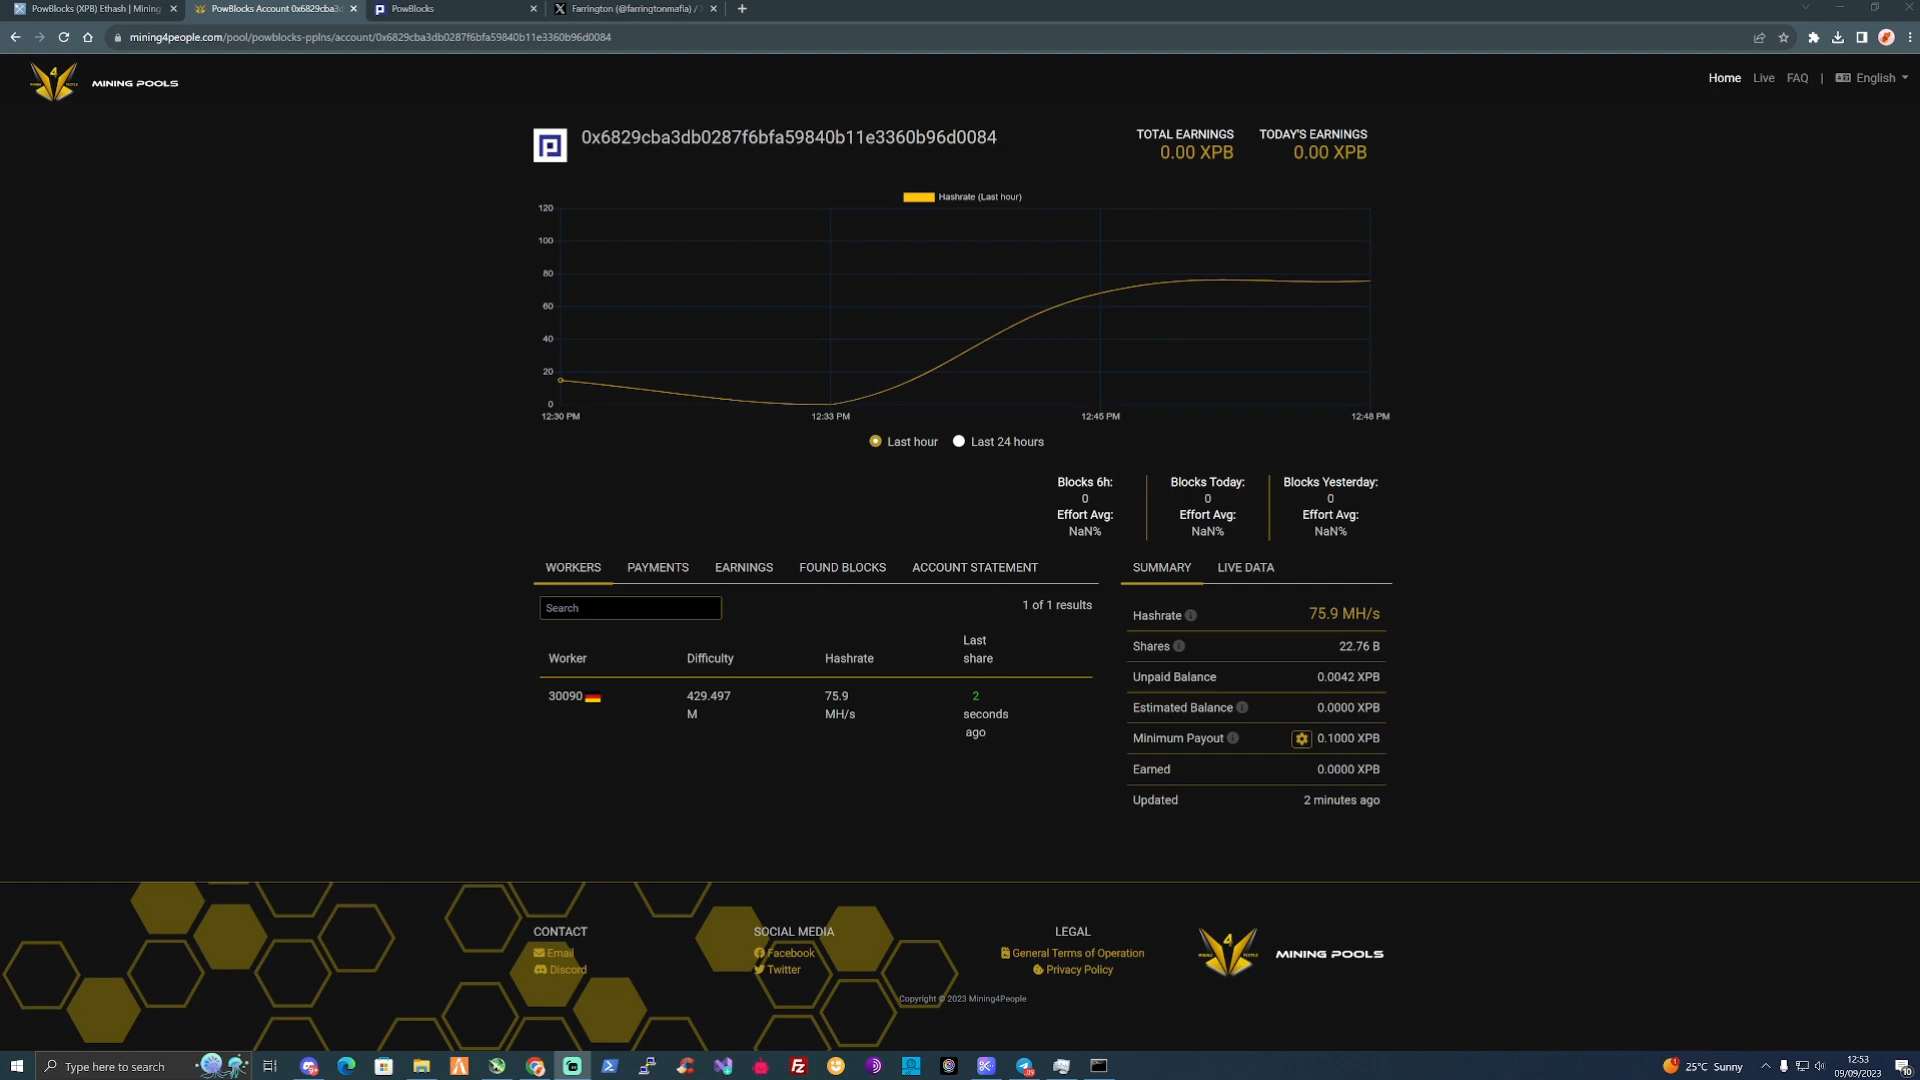 PowBlocks (XPB) Ethash | Mining
PowBlocks Account 0x6829cba3d
PowBlocks
Farrington (@farringtonmafia) /
mining4people.com/pool/powblocks-pplns/account/0x6829cba3db0287f6bfa59840b11e3360b96d0084
4
MINING POOLS
Home Live FAQ | English
0x6829cba3db0287f6bfa59840b11e3360b96d0084
TOTAL EARNINGS
0.00 XPB
TODAY'S EARNINGS
0.00 XPB
Hashrate (Last hour)
120
100
80
60
40
20
0
12:30 PM 12:33 PM 12:45 PM 12:48 PM
Last hour Last 24 hours
Blocks 6h:
0
Effort Avg:
NaN%
Blocks Today:
0
Effort Avg:
NaN%
Blocks Yesterday:
0
Effort Avg:
NaN%
WORKERS PAYMENTS EARNINGS FOUND BLOCKS ACCOUNT STATEMENT
Search
1 of 1 results
Worker Difficulty Hashrate Last share
30090 429.497 M 75.9 MH/s 2 seconds ago
SUMMARY LIVE DATA
Hashrate 75.9 MH/s
Shares 22.76 B
Unpaid Balance 0.0042 XPB
Estimated Balance 0.0000 XPB
Minimum Payout 0.1000 XPB
Earned 0.0000 XPB
Updated 2 minutes ago
CONTACT
Email
Discord
SOCIAL MEDIA
Facebook
Twitter
LEGAL
General Terms of Operation
Privacy Policy
4
MINING POOLS
Copyright © 2023 Mining4People
Type here to search
25°C Sunny
12:53
09/09/2023